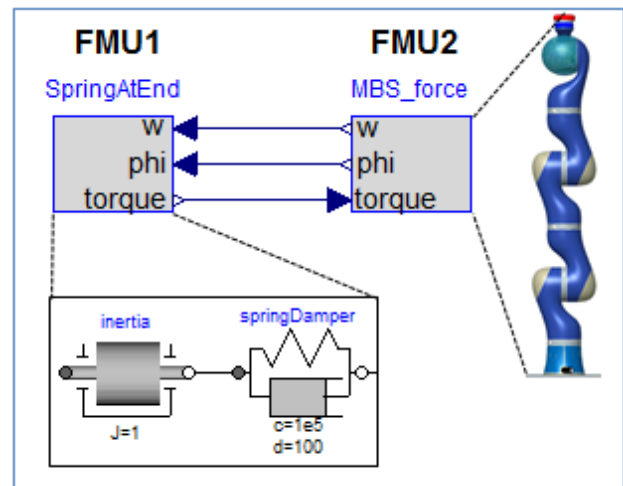 FMU1 FMU2
SpringAtEnd MBS_force
w w
phi phi
torque torque
inertia springDamper
J=1 c=1e5
d=100